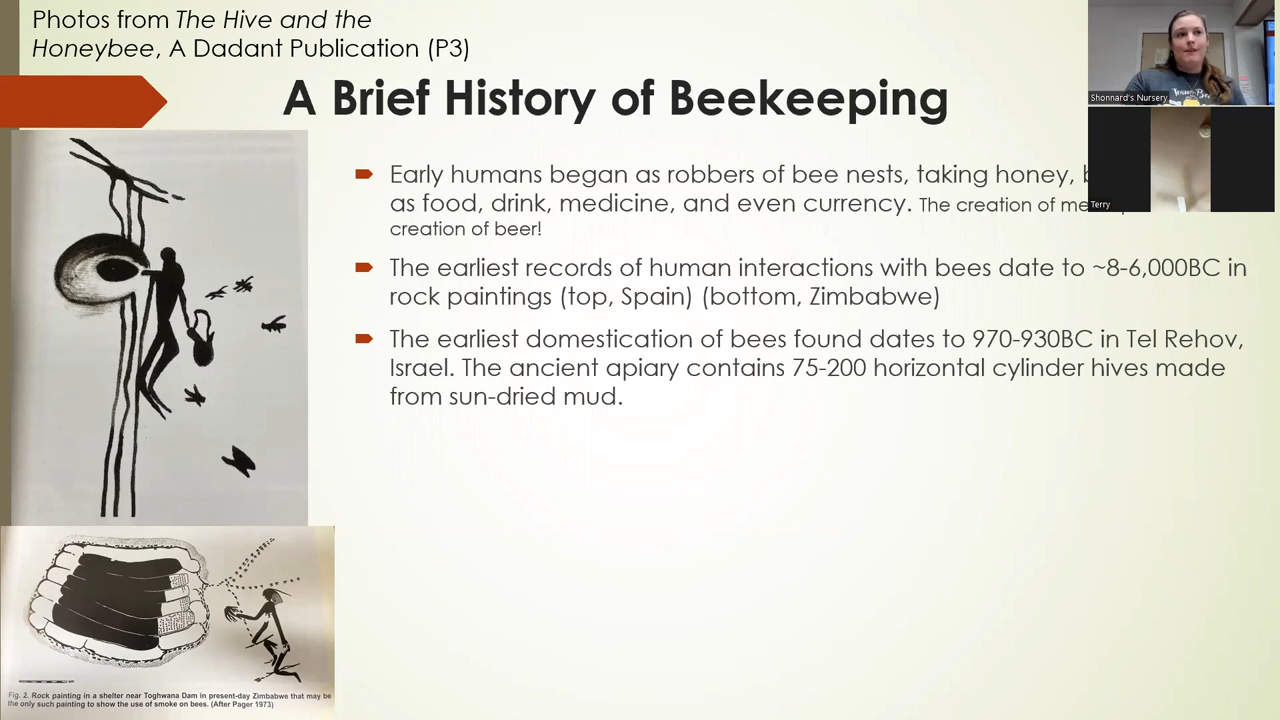 Photos from The Hive and the
Honeybee, A Dadant Publication (P3)
A Brief History of Beekeeping
Shonnard's Nursery
Early humans began as robbers of bee nests, taking honey,
as food, drink, medicine, and even currency. The creation of
Terry
creation of beer!
The earliest records of human interactions with bees date to ~8-6,000BC in
rock paintings (top, Spain) (bottom, Zimbabwe)
The earliest domestication of bees found dates to 970-930BC in Tel Rehov,
Israel. The ancient apiary contains 75-200 horizontal cylinder hives made
from sun-dried mud.
Fig. 2. Rock painting in a shelter near Toghwana Dam in present-day Zimbabwe that may be
the only such painting to show the use of smoke on bees. (After Pager 1973)